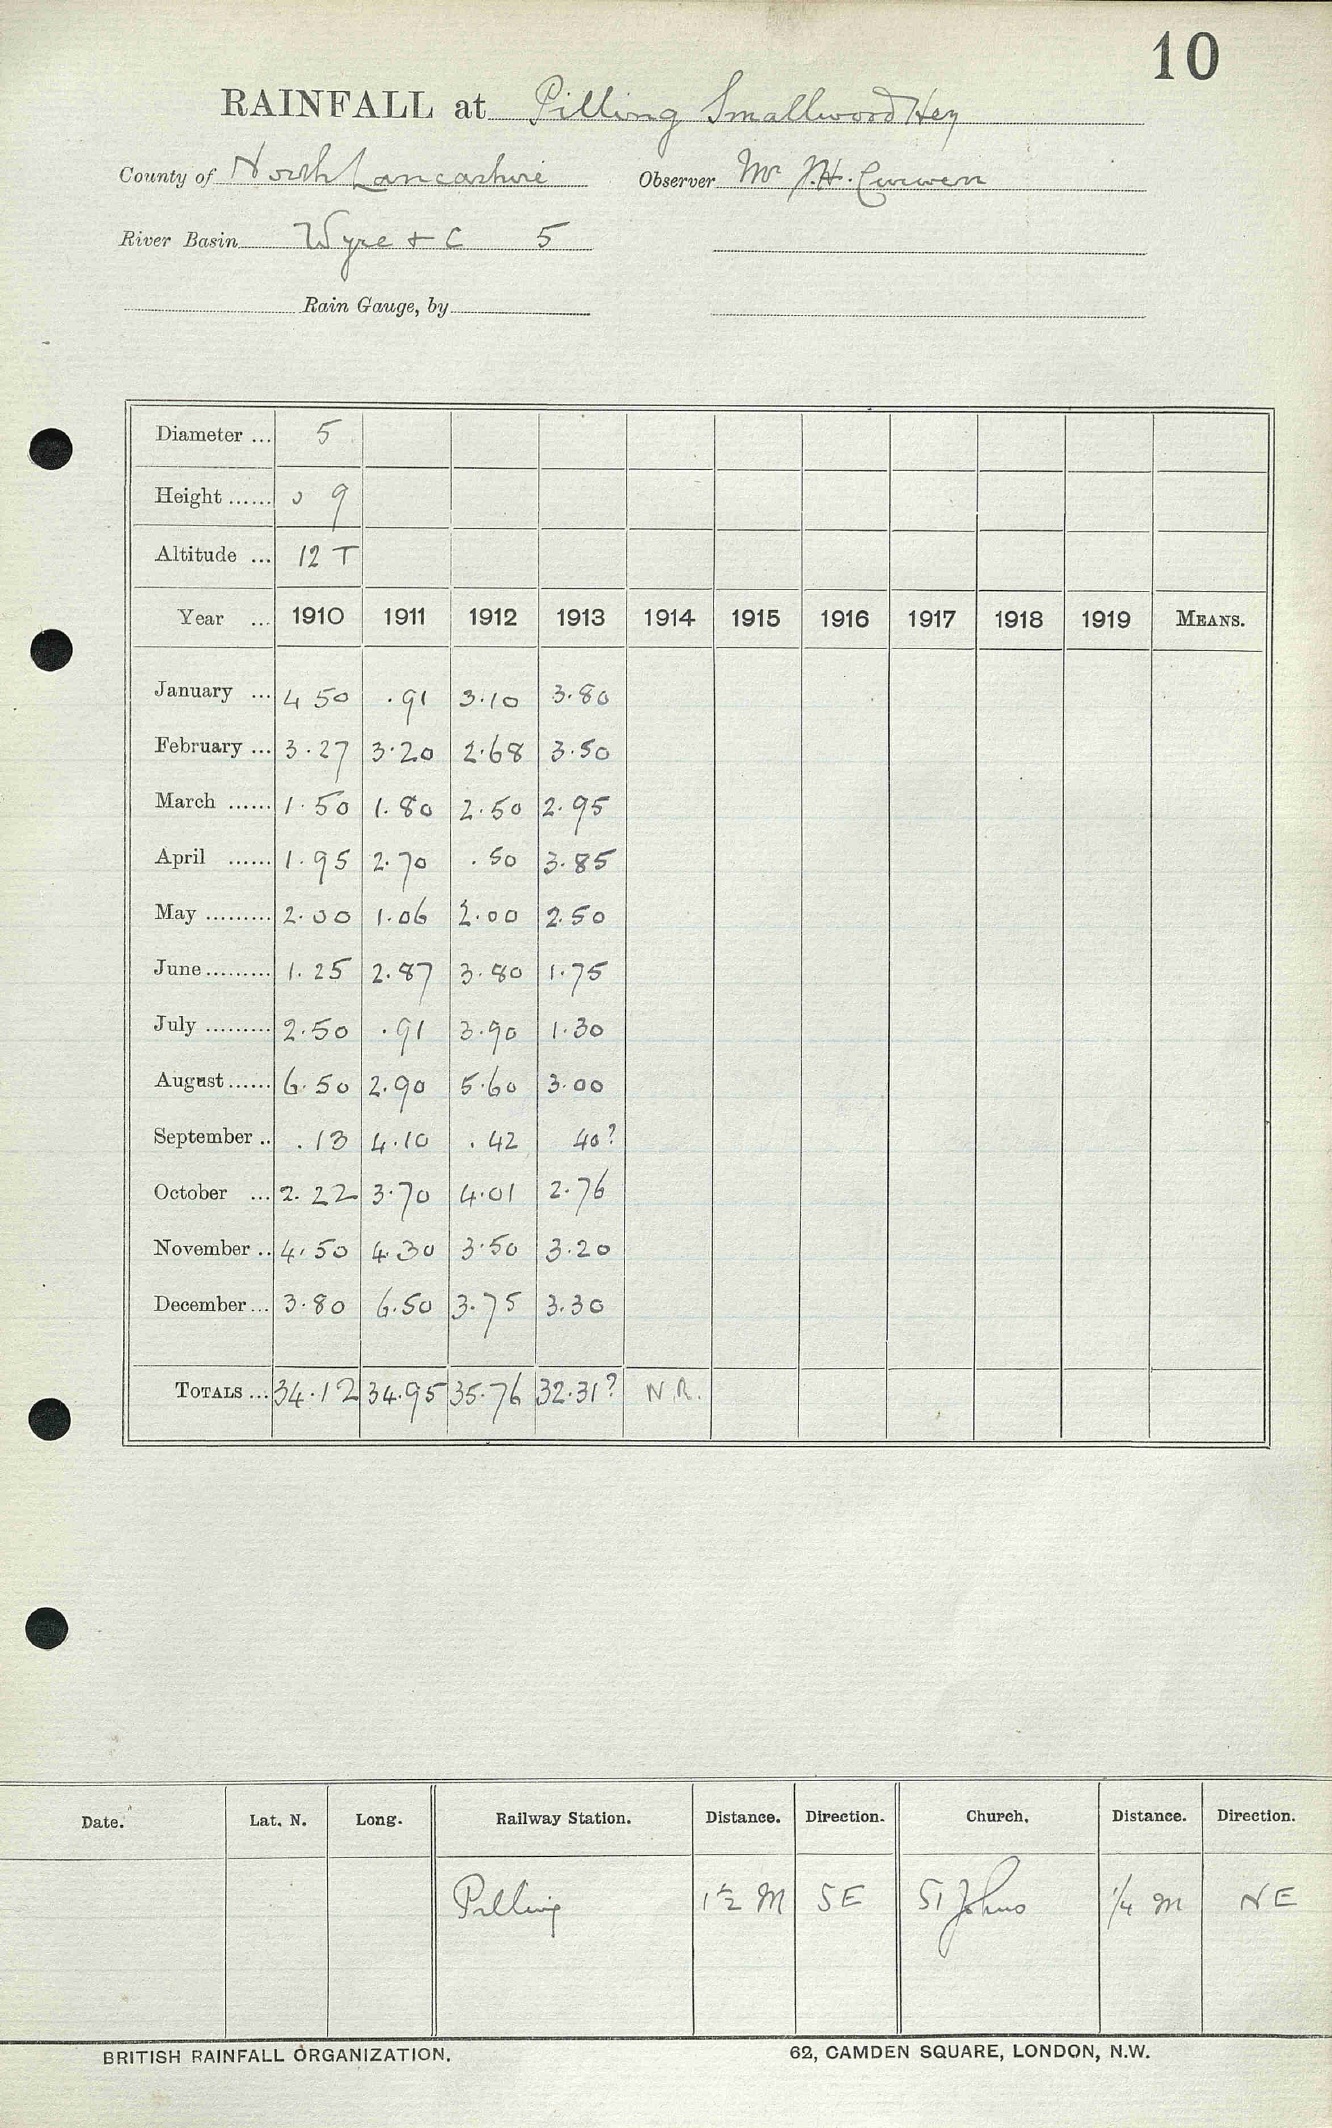 10
RAINFALL at Pilling Smallwood Hey
County of North Lancashire Observer Mr J.H. Curwen
River Basin Wyre & C 5
Rain Gauge, by
Diameter ... 5
Height ...... 0 9
Altitude ... 12 T
Year ... 1910 1911 1912 1913 1914 1915 1916 1917 1918 1919 MEANS.
January ... 4 50 .91 3.10 3.80
February ... 3.27 3.20 2.68 3.50
March ...... 1.50 1.80 2.50 2.95
April ...... 1.95 2.70 .50 3.85
May ......... 2.00 1.06 2.00 2.50
June ......... 1.25 2.87 3.80 1.75
July ......... 2.50 .91 3.90 1.30
August ...... 6.50 2.90 5.60 3.00
September .. .13 4.10 .42 40?
October ... 2.22 3.70 4.01 2.76
November .. 4.50 4.30 3.50 3.20
December ... 3.80 6.50 3.75 3.30
TOTALS ... 34.12 34.95 35.76 32.31? N.R.
Date. Lat. N. Long. Railway Station. Distance. Direction. Church. Distance. Direction.
Pilling 1½ M SE St Johns ¼ M NE
BRITISH RAINFALL ORGANIZATION. 62, CAMDEN SQUARE, LONDON, N.W.